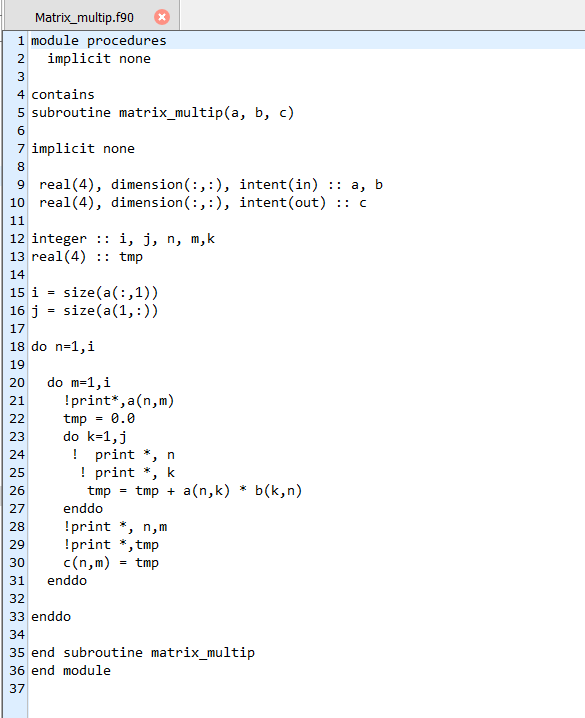 Matrix_multip.f90
1 module procedures
2   implicit none
3
4 contains
5 subroutine matrix_multip(a, b, c)
6
7 implicit none
8
9  real(4), dimension(:,:), intent(in) :: a, b
10  real(4), dimension(:,:), intent(out) :: c
11
12 integer :: i, j, n, m,k
13 real(4) :: tmp
14
15 i = size(a(:,1))
16 j = size(a(1,:))
17
18 do n=1,i
19
20   do m=1,i
21     !print*,a(n,m)
22     tmp = 0.0
23     do k=1,j
24      !  print *, n
25       ! print *, k
26        tmp = tmp + a(n,k) * b(k,n)
27     enddo
28     !print *, n,m
29     !print *,tmp
30     c(n,m) = tmp
31   enddo
32
33 enddo
34
35 end subroutine matrix_multip
36 end module
37